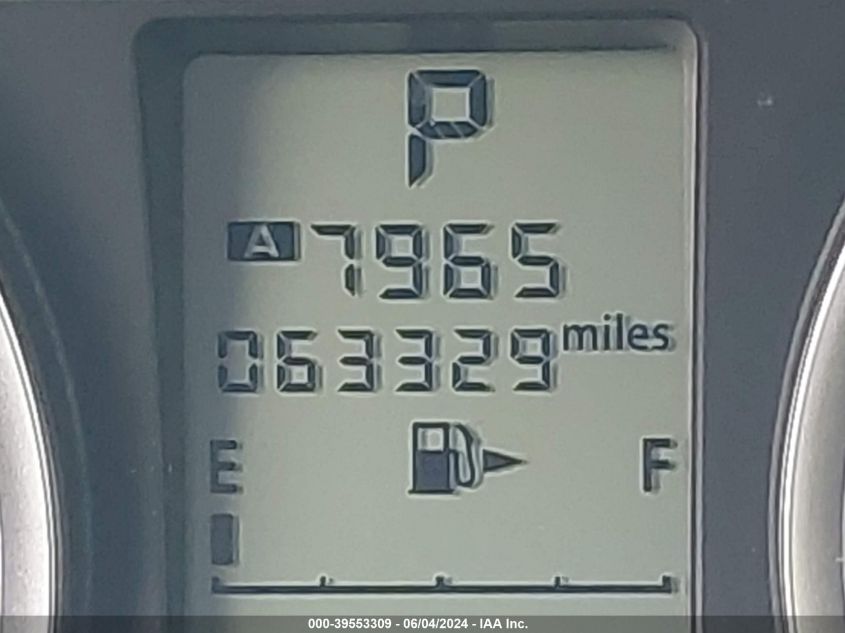 P
A 7965
063329 miles
E F
000-39553309 - 06/04/2024 - IAA Inc.